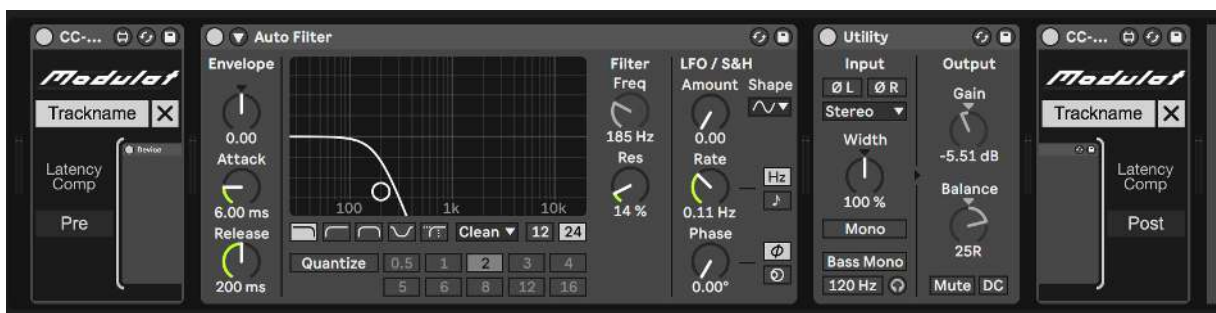 CC-...
Modulat
Trackname X
Latency
Comp
Pre
Device
Auto Filter
Envelope
0.00
Attack
6.00 ms
Release
200 ms
100 1k 10k
Clean 12 24
Quantize 0.5 1 2 3 4
5 6 8 12 16
Filter
Freq
185 Hz
Res
14 %
LFO / S&H
Amount Shape
0.00
Rate
Hz
0.11 Hz
Phase
Φ
0.00°
Utility
Input
Ø L Ø R
Stereo
Width
100 %
Mono
Bass Mono
120 Hz
Output
Gain
-5.51 dB
Balance
25R
Mute DC
CC-...
Modulat
Trackname X
Latency
Comp
Post